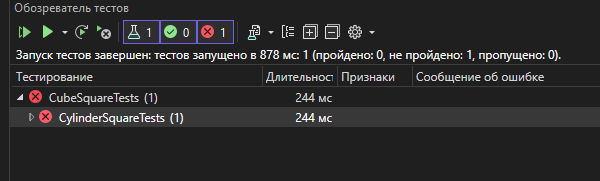 Обозреватель тестов
1 0 1
Запуск тестов завершен: тестов запущено в 878 мс: 1 (пройдено: 0, не пройдено: 1, пропущено: 0).
Тестирование Длительност Признаки Сообщение об ошибке
CubeSquareTests (1) 244 мс
CylinderSquareTests (1) 244 мс